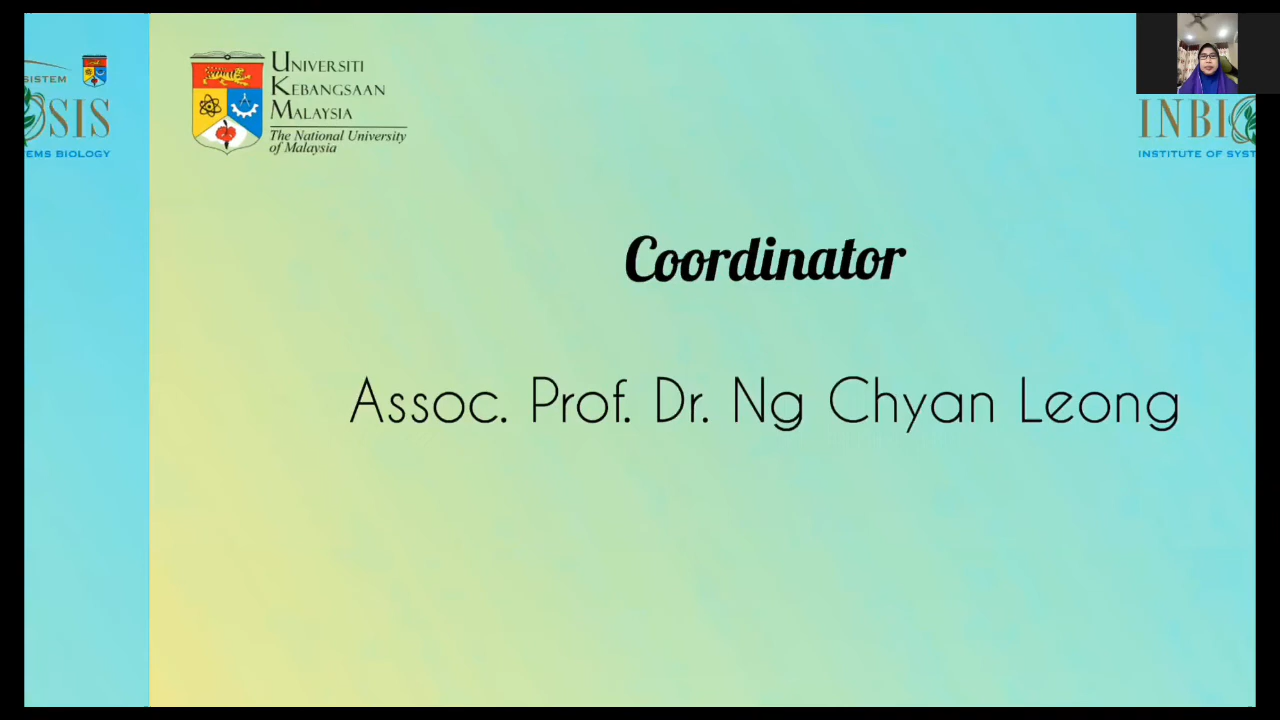 SISTEM
OSIS
EMS BIOLOGY
UNIVERSITI
KEBANGSAAN
MALAYSIA
The National University
of Malaysia
INBI
INSTITUTE OF SYST
Coordinator
Assoc. Prof. Dr. Ng Chyan Leong